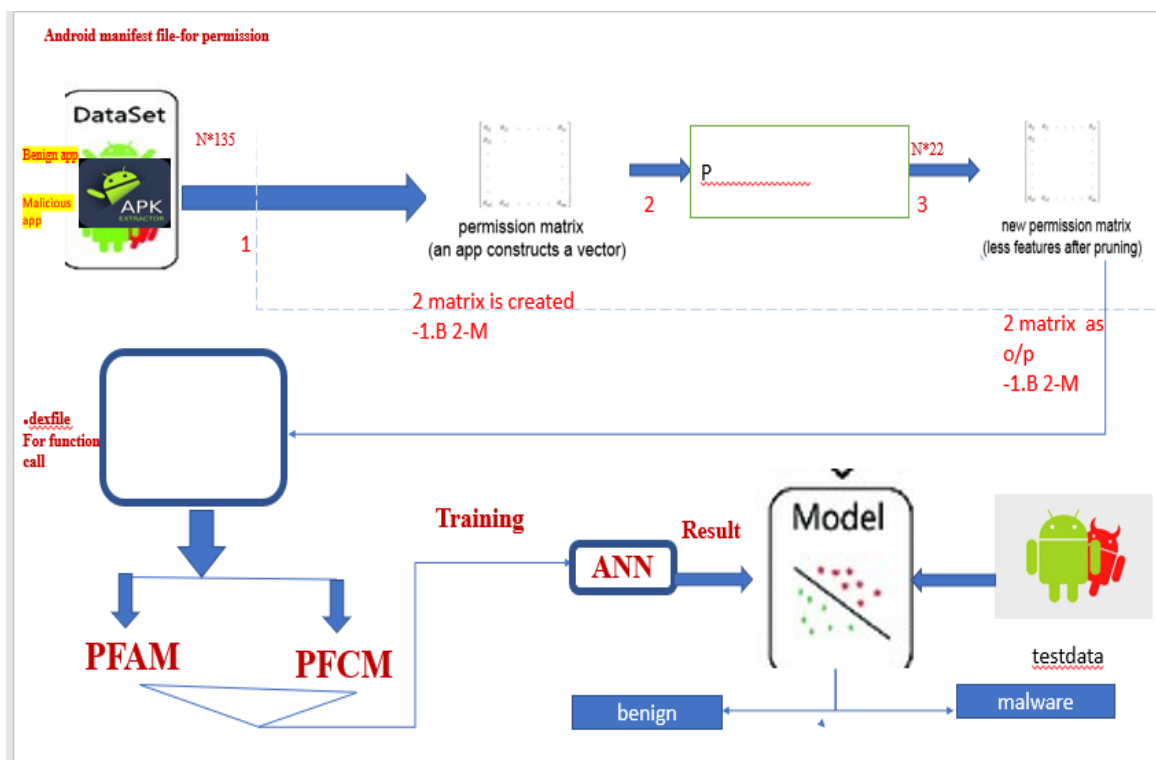 Android manifest file-for permission
DataSet
N*135
Benign app
Malicious
app
APK
EXTRACTOR
1
permission matrix
(an app constructs a vector)
2 matrix is created
-1.B 2-M
2
P
N*22
3
new permission matrix
(less features after pruning)
2 matrix as
o/p
-1.B 2-M
.dexfile
For function
call
PFAM
PFCM
Training
ANN
Result
Model
testdata
benign
malware